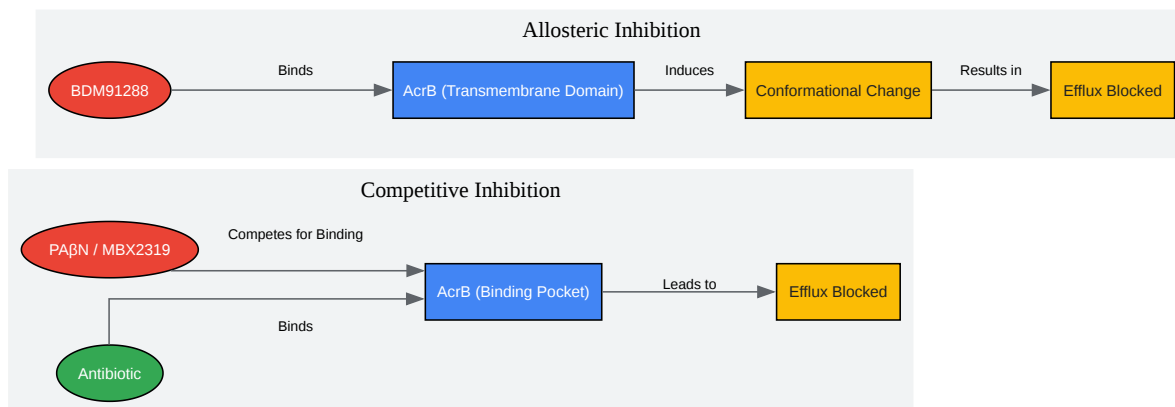 Allosteric Inhibition
BDM91288
Binds
AcrB (Transmembrane Domain)
Induces
Conformational Change
Results in
Efflux Blocked
Competitive Inhibition
PAβN / MBX2319
Competes for Binding
AcrB (Binding Pocket)
Leads to
Efflux Blocked
Binds
Antibiotic